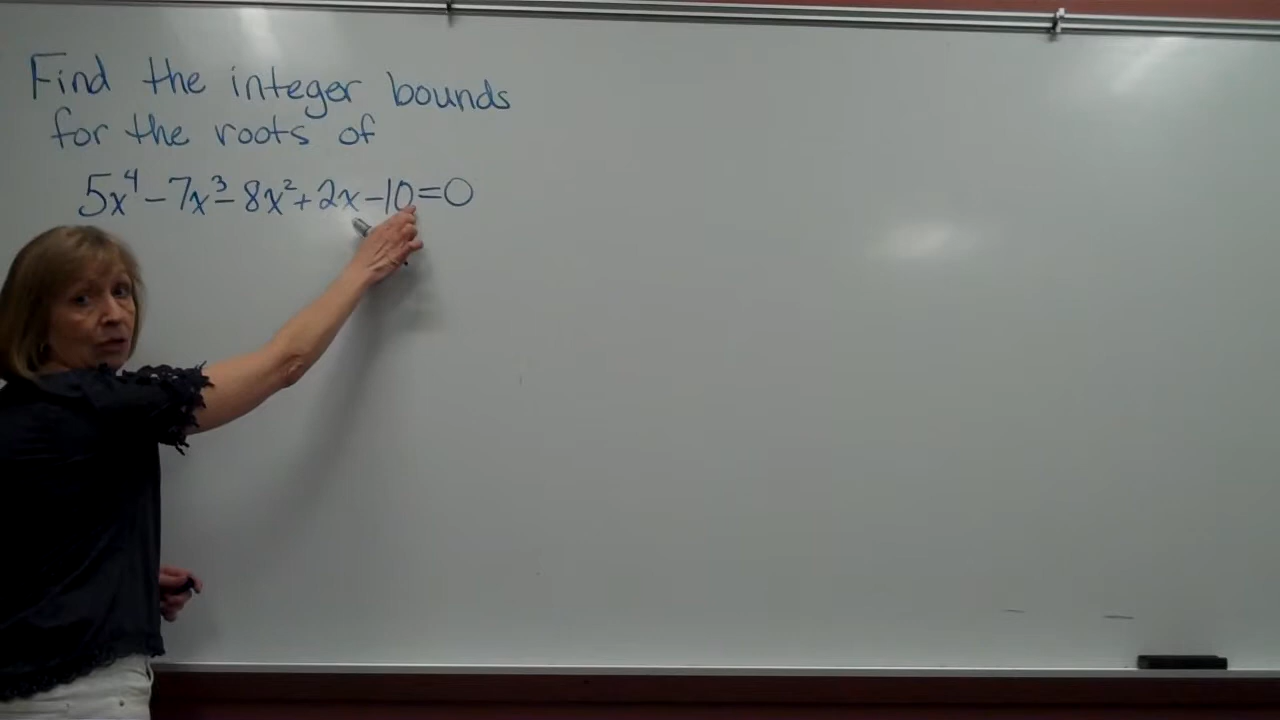 Find the integer bounds
for the roots of
5x⁴ - 7x³ - 8x² + 2x - 10 = 0